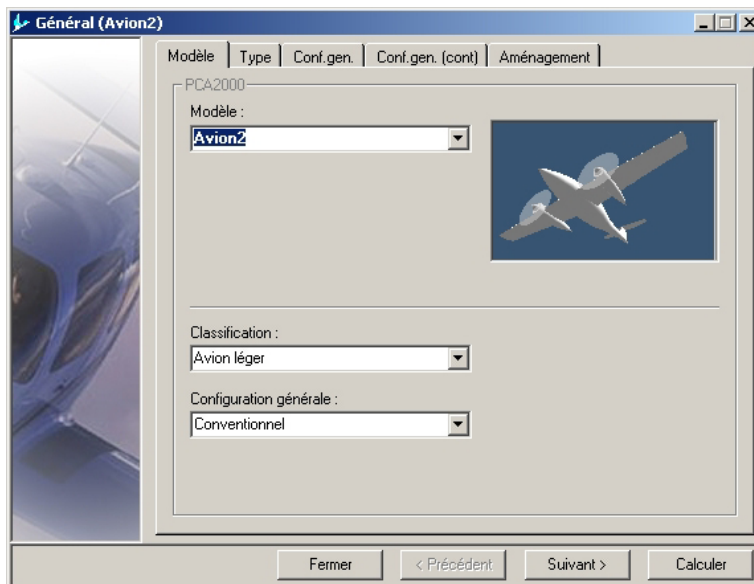 Général (Avion2)
Modèle Type Conf.gen. Conf.gen. (cont) Aménagement
PCA2000
Modèle :
Avion2
Classification :
Avion léger
Configuration générale :
Conventionnel
Fermer < Précédent Suivant > Calculer